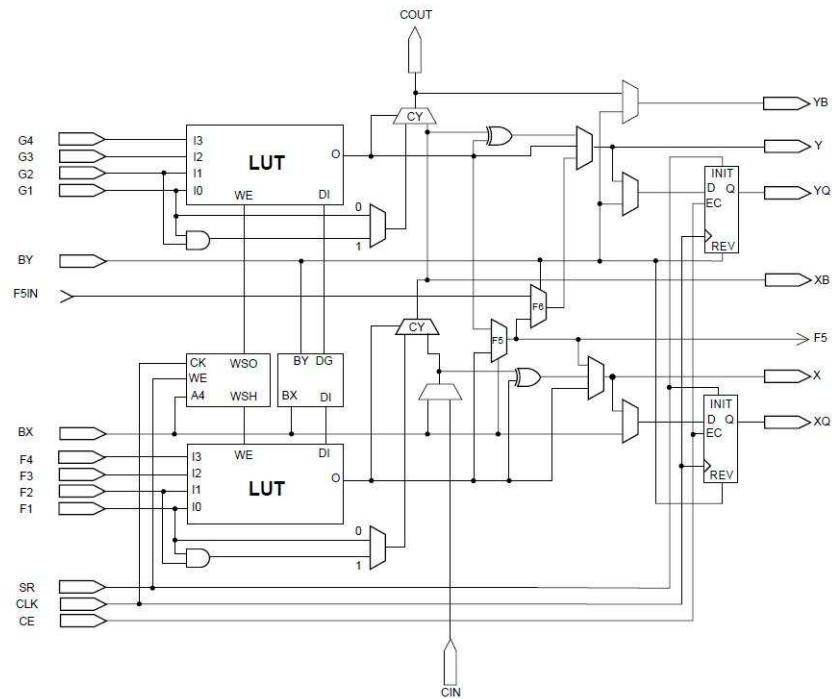 COUT
YB
G4
G3
G2
G1
I3
I2
I1
I0
LUT
O
WE
DI
CY
Y
INIT
D
Q
EC
REV
YQ
0
1
BY
F5IN
F6
XB
CY
F5
F5
CK
WE
A4
WSO
WSH
BY
DG
BX
DI
X
INIT
D
Q
EC
REV
XQ
BX
F4
F3
F2
F1
I3
I2
I1
I0
WE
DI
LUT
O
0
1
SR
CLK
CE
CIN